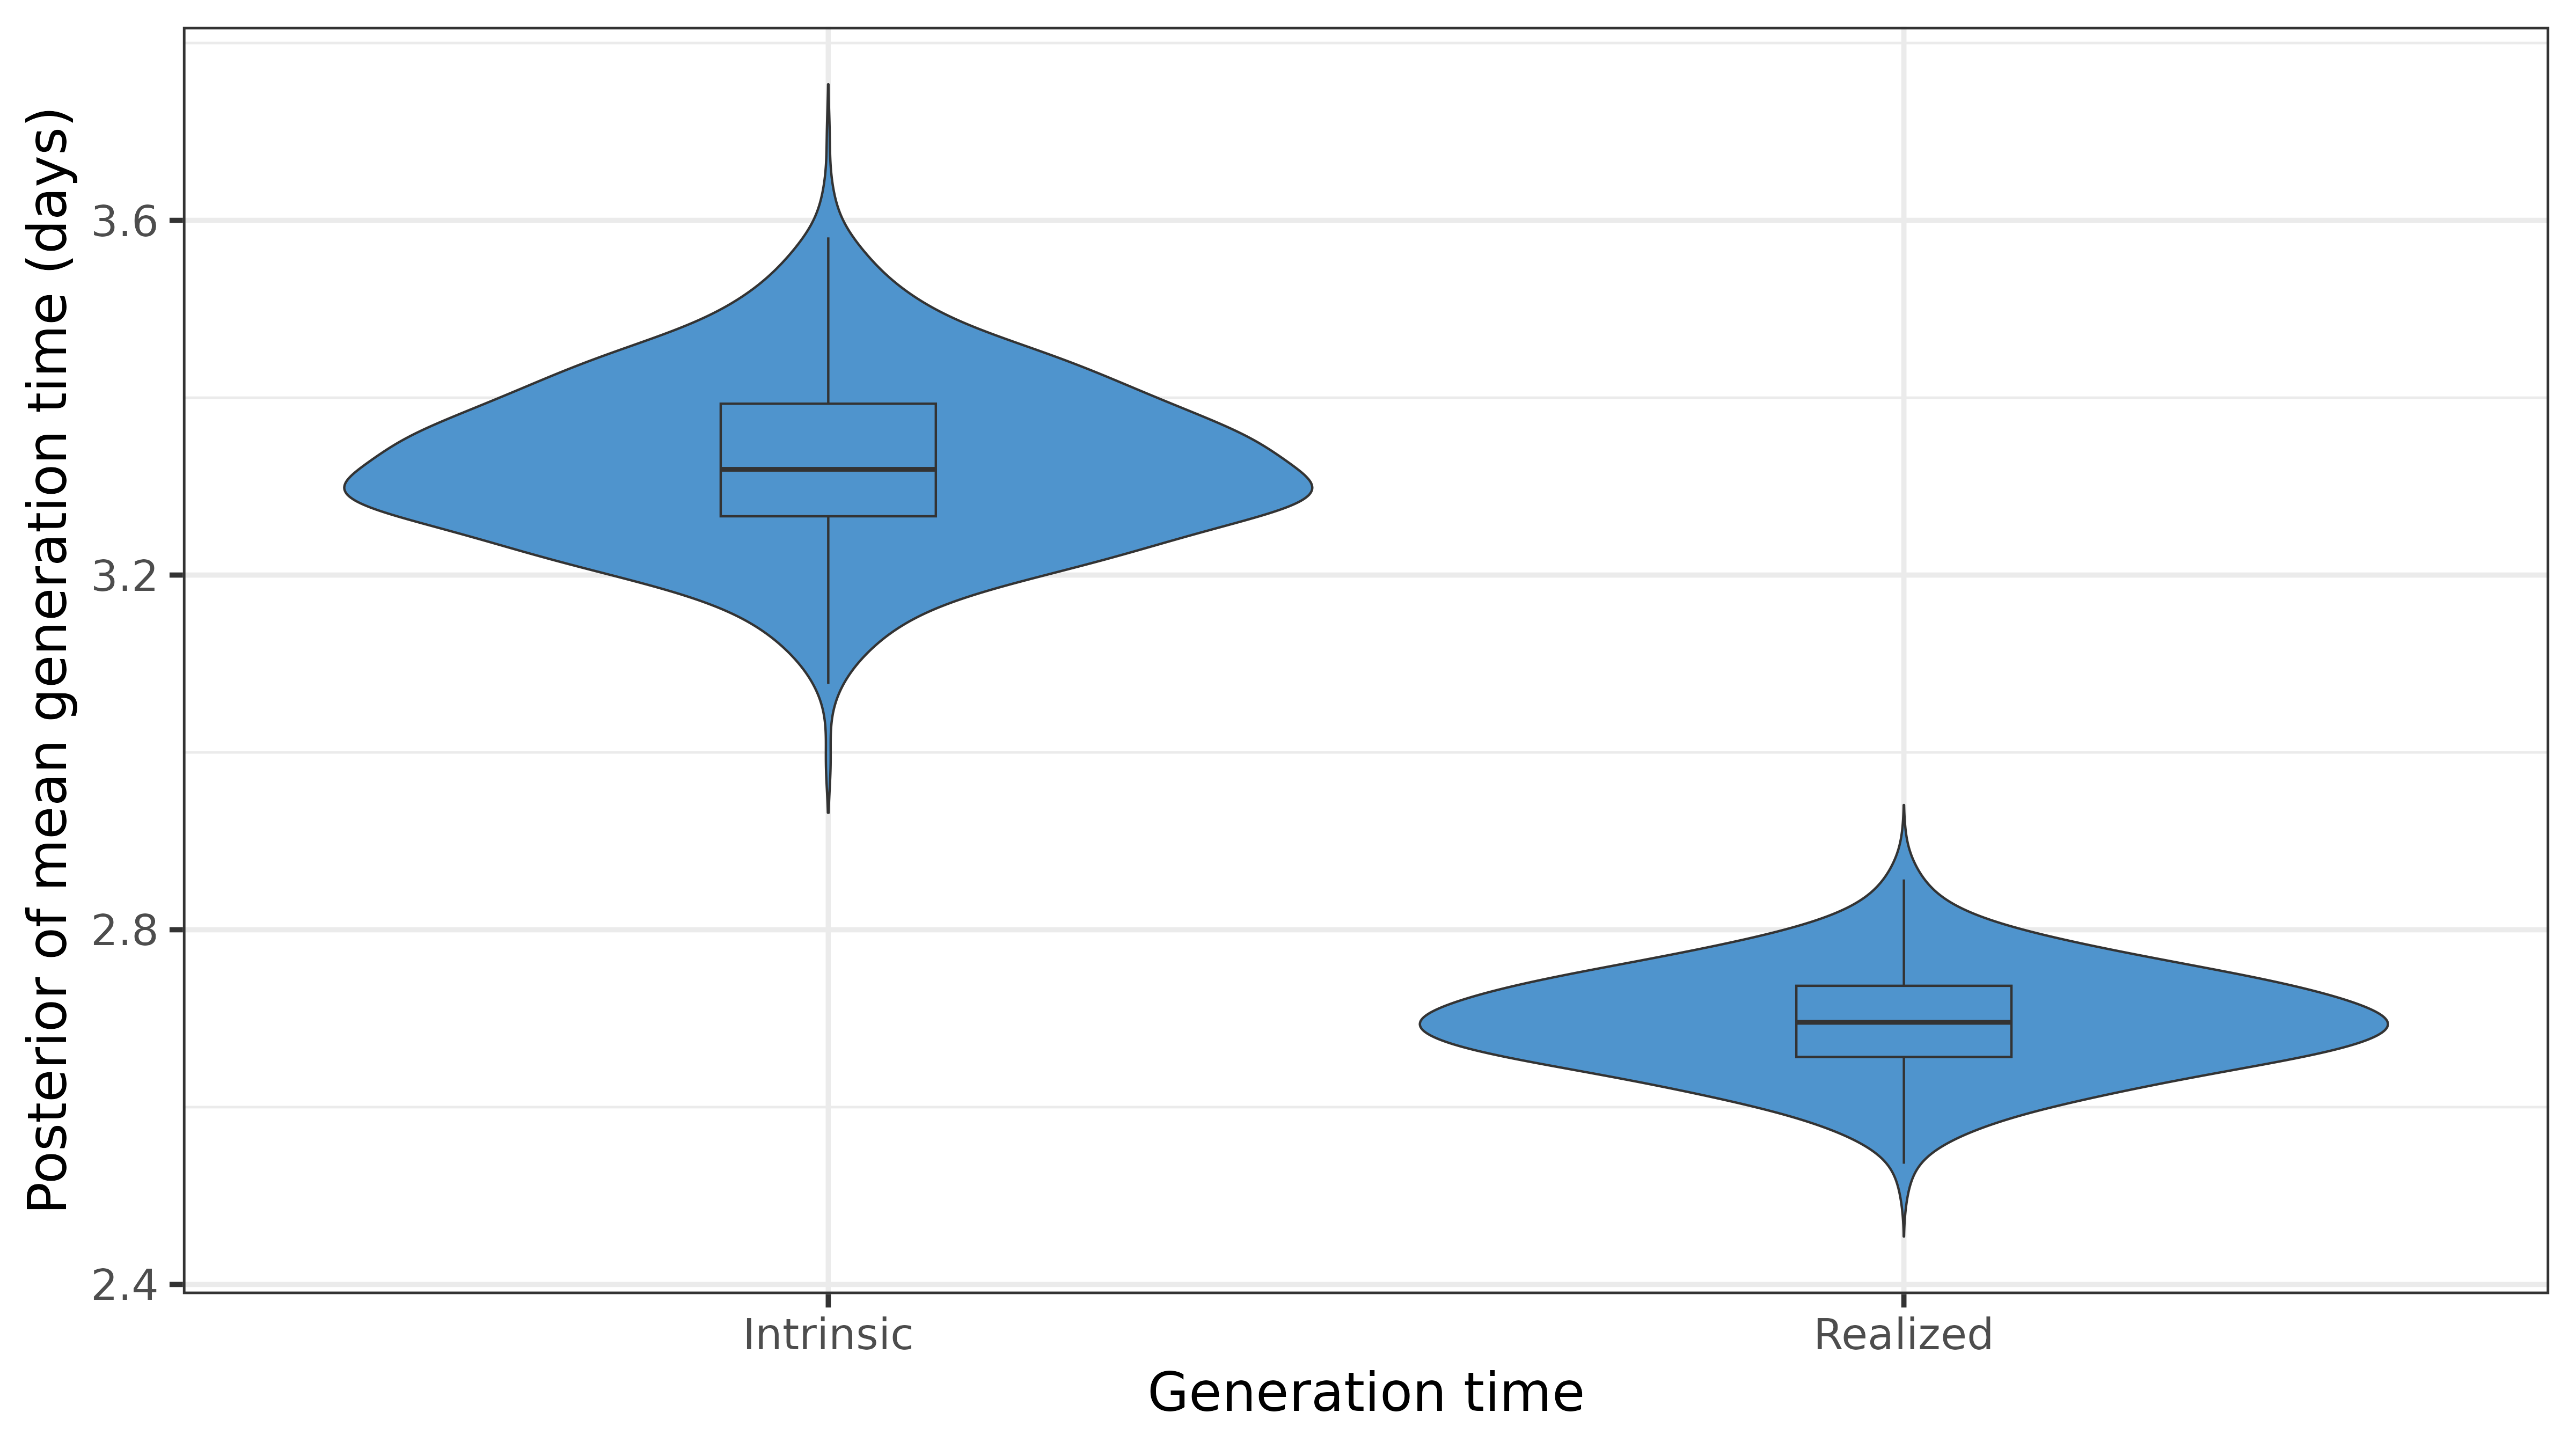 Posterior of mean generation time (days)
3.6
3.2
2.8
2.4
Intrinsic
Realized
Generation time